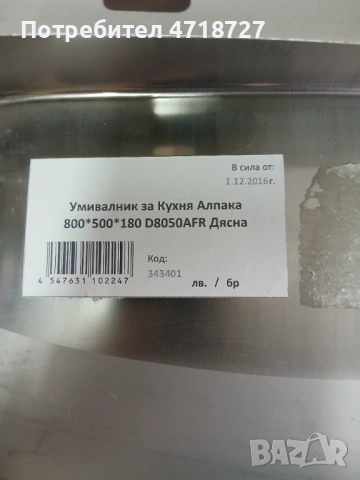 Потребител 4718727
В сила от:
1.12.2016г.
Умивалник за Кухня Алпака
800*500*180 D8050AFR Дясна
4 547631 102247
Код:
343401
лв. / бр
BAZAR